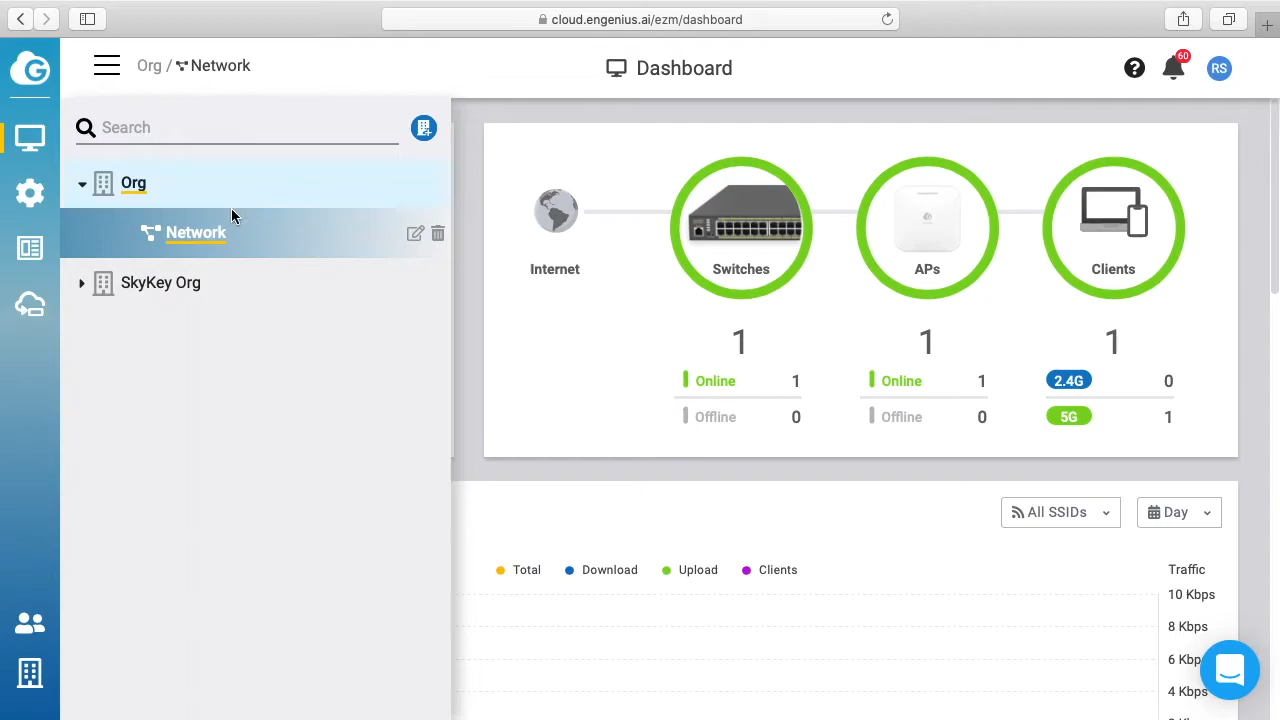 cloud.engenius.ai/ezm/dashboard
Org / Network
Dashboard
?
60
RS
Search
Org
Network
SkyKey Org
Internet
Switches
APs
Clients
1
1
1
Online 1
Online 1
2.4G 0
Offline 0
Offline 0
5G 1
All SSIDs
Day
Total
Download
Upload
Clients
Traffic
10 Kbps
8 Kbps
6 Kbp
4 Kbps